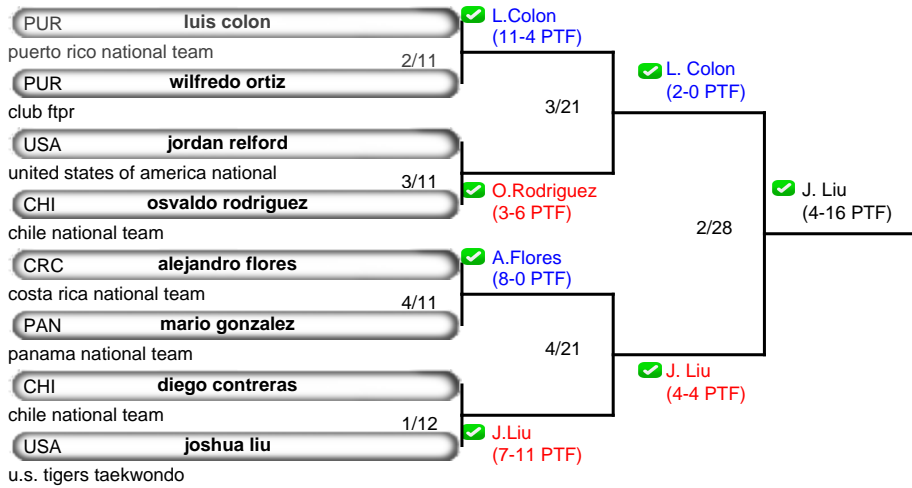 PUR luis colon
puerto rico national team
2/11
PUR wilfredo ortiz
club ftpr
USA jordan relford
united states of america national
3/11
CHI osvaldo rodriguez
chile national team
CRC alejandro flores
costa rica national team
4/11
PAN mario gonzalez
panama national team
CHI diego contreras
chile national team
1/12
USA joshua liu
u.s. tigers taekwondo
L.Colon
(11-4 PTF)
3/21
O.Rodriguez
(3-6 PTF)
A.Flores
(8-0 PTF)
4/21
J.Liu
(7-11 PTF)
L. Colon
(2-0 PTF)
2/28
J. Liu
(4-4 PTF)
J. Liu
(4-16 PTF)